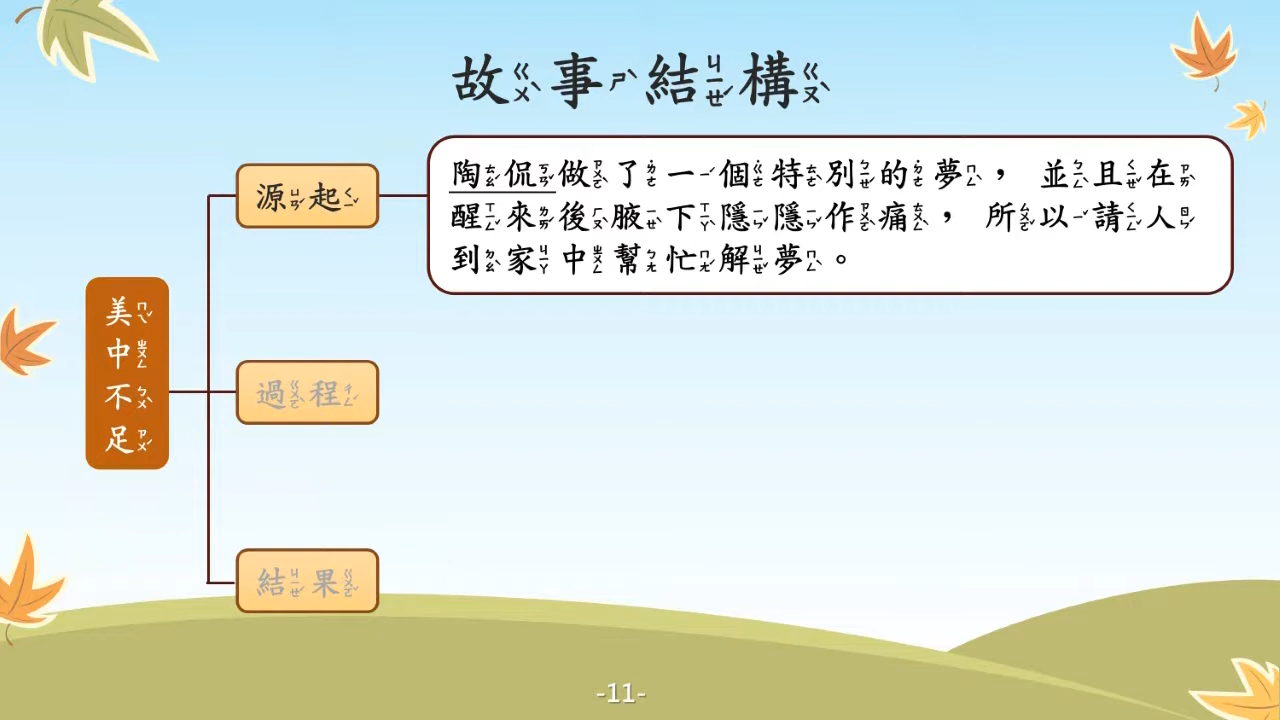 故事結構
源起
陶侃做了一個特別的夢，並且在
醒來後腋下隱隱作痛，所以請人
到家中幫忙解夢。
美中不足
過程
結果
-11-